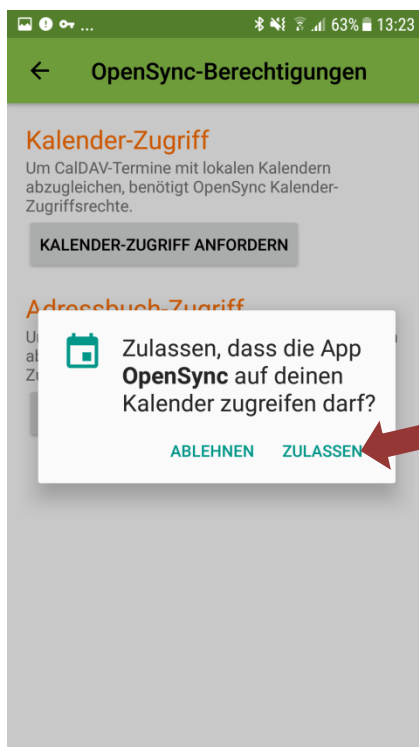 ... 63% 13:23
OpenSync-Berechtigungen
Kalender-Zugriff
Um CalDAV-Termine mit lokalen Kalendern
abzugleichen, benötigt OpenSync Kalender-
Zugriffsrechte.
KALENDER-ZUGRIFF ANFORDERN
Adressbuch-Zugriff
Zulassen, dass die App
OpenSync auf deinen
Kalender zugreifen darf?
ABLEHNEN ZULASSEN